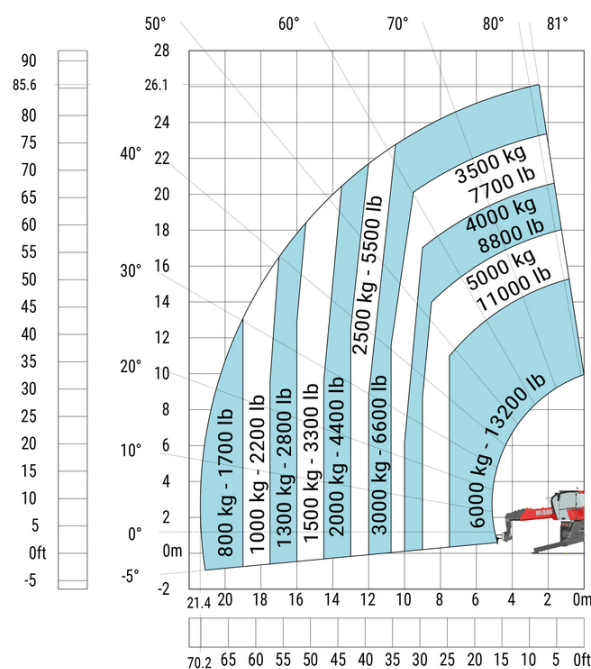 50° 60° 70° 80° 81°
90 28
85.6 26.1
80 24
75 40° 22
70 20
65 18
60 16
55 30° 14
50 12
45 10
40 20° 8
35 6
30 10° 4
25 2
20 0° 0m
15 -5° -2
10
5
0ft
-5
3500 kg
7700 lb
4000 kg
8800 lb
5000 kg
11000 lb
6000 kg - 13200 lb
800 kg - 1700 lb
1000 kg - 2200 lb
1300 kg - 2800 lb
1500 kg - 3300 lb
2000 kg - 4400 lb
2500 kg - 5500 lb
3000 kg - 6600 lb
21.4 20 18 16 14 12 10 8 6 4 2 0m
70.2 65 60 55 50 45 40 35 30 25 20 15 10 5 0ft